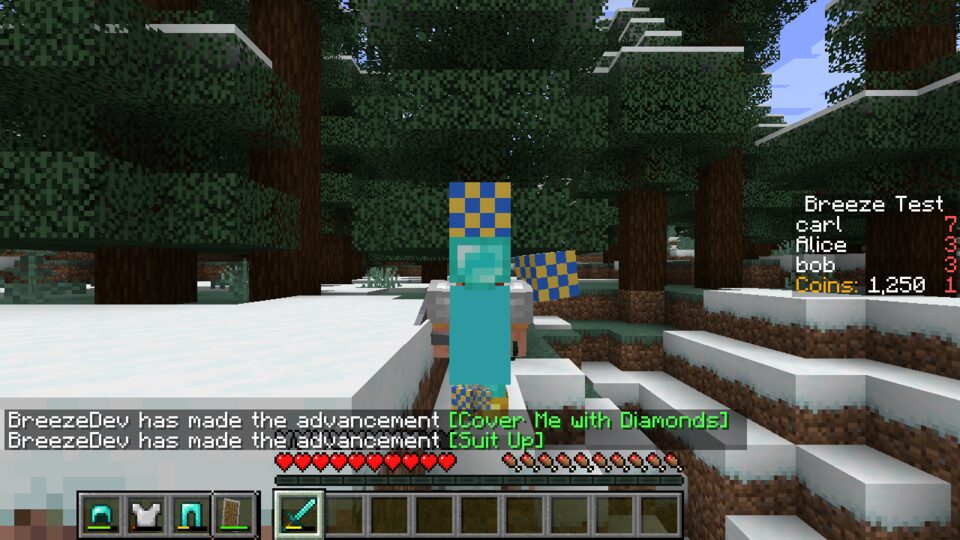 Breeze Test
carl 7
Alice 3
bob 3
Coins: 1,250 1
BreezeDev has made the advancement [Cover Me with Diamonds]
BreezeDev has made the advancement [Suit Up]